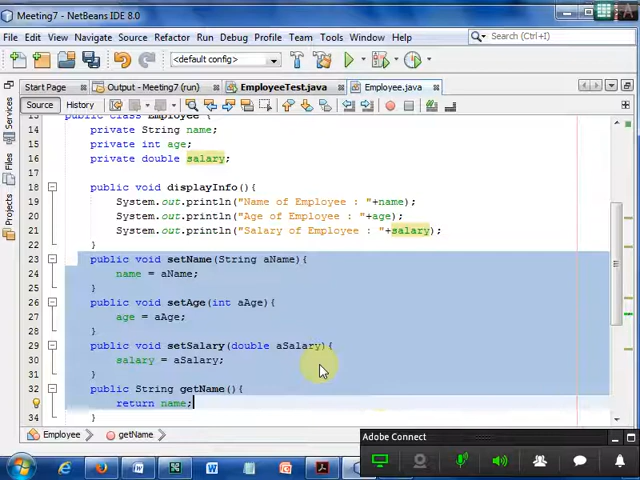 Meeting7 - NetBeans IDE 8.0
File Edit View Navigate Source Refactor Run Debug Profile Team Tools Window Help
Search (Ctrl+I)
<default config>
Start Page Output - Meeting7 (run) EmployeeTest.java Employee.java
Source History
Services
Files
Projects
13 public class Employee {
14 private String name;
15 private int age;
16 private double salary;
17
18 public void displayInfo(){
19 System.out.println("Name of Employee : "+name);
20 System.out.println("Age of Employee : "+age);
21 System.out.println("Salary of Employee : "+salary);
22 }
23 public void setName(String aName){
24 name = aName;
25 }
26 public void setAge(int aAge){
27 age = aAge;
28 }
29 public void setSalary(double aSalary){
30 salary = aSalary;
31 }
32 public String getName(){
return name;
34 }
Employee getName
Adobe Connect